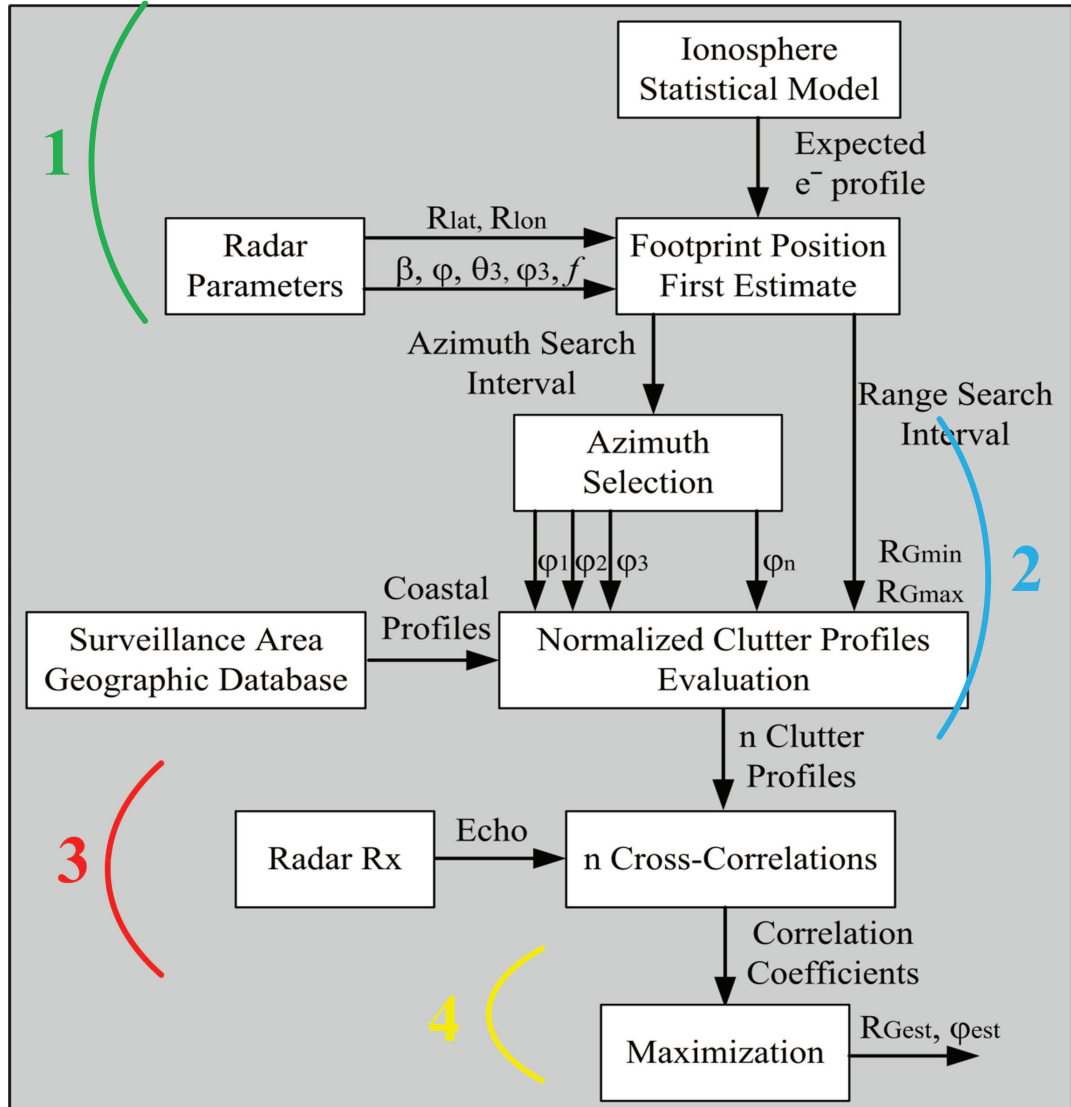 1
Ionosphere
Statistical Model
Expected
e⁻ profile
Rlat, Rlon
Radar
Parameters
β, φ, θ3, φ3, f
Footprint Position
First Estimate
Azimuth Search
Interval
Range Search
Interval
Azimuth
Selection
2
φ1 φ2 φ3 φn
RGmin
RGmax
Coastal
Profiles
Surveillance Area
Geographic Database
Normalized Clutter Profiles
Evaluation
n Clutter
Profiles
3
Radar Rx
Echo
n Cross-Correlations
Correlation
Coefficients
4
Maximization
RGest, φest